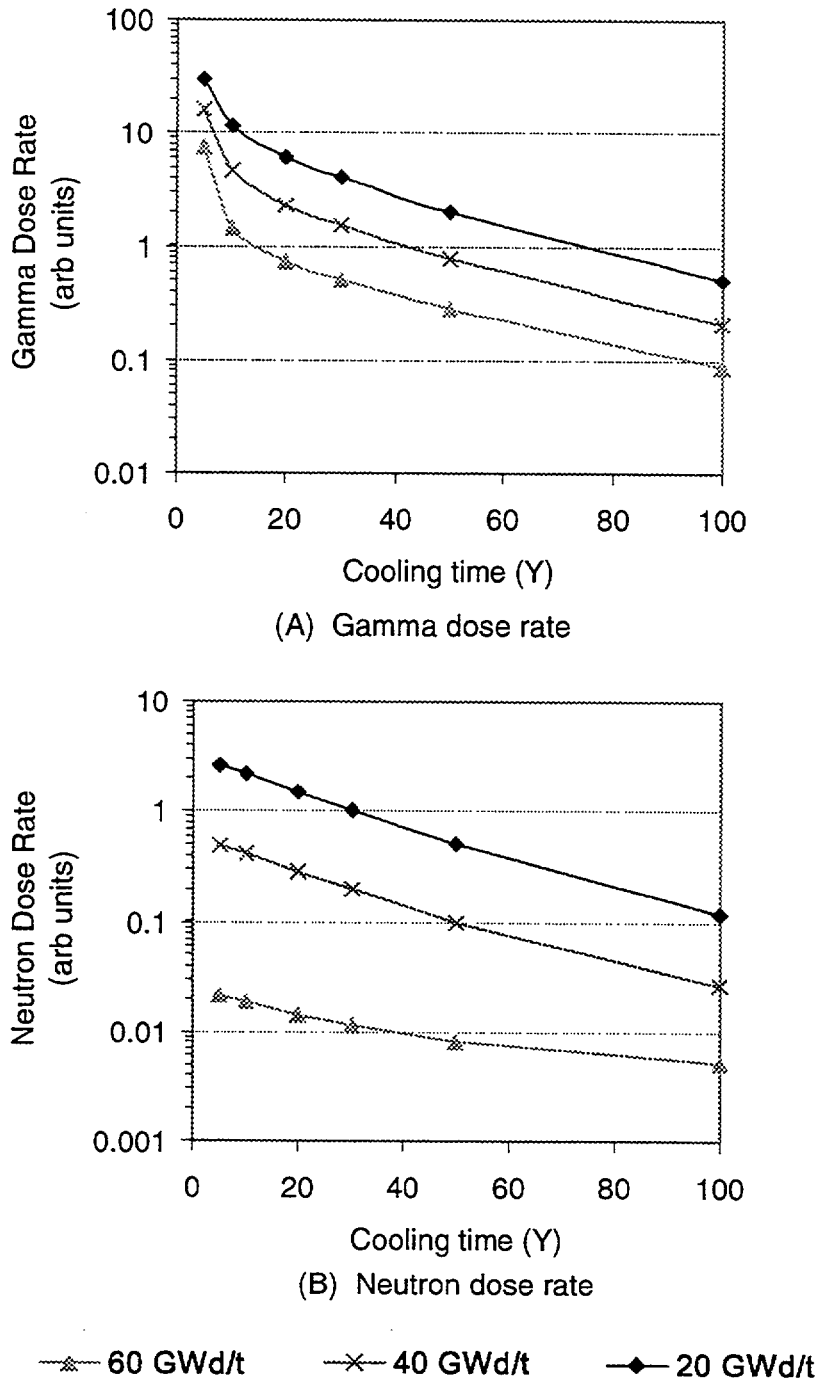 100
10
1
0.1
0.01
Gamma Dose Rate
(arb units)
0 20 40 60 80 100
Cooling time (Y)
(A) Gamma dose rate
10
1
0.1
0.01
0.001
Neutron Dose Rate
(arb units)
0 20 40 60 80 100
Cooling time (Y)
(B) Neutron dose rate
60 GWd/t 40 GWd/t 20 GWd/t